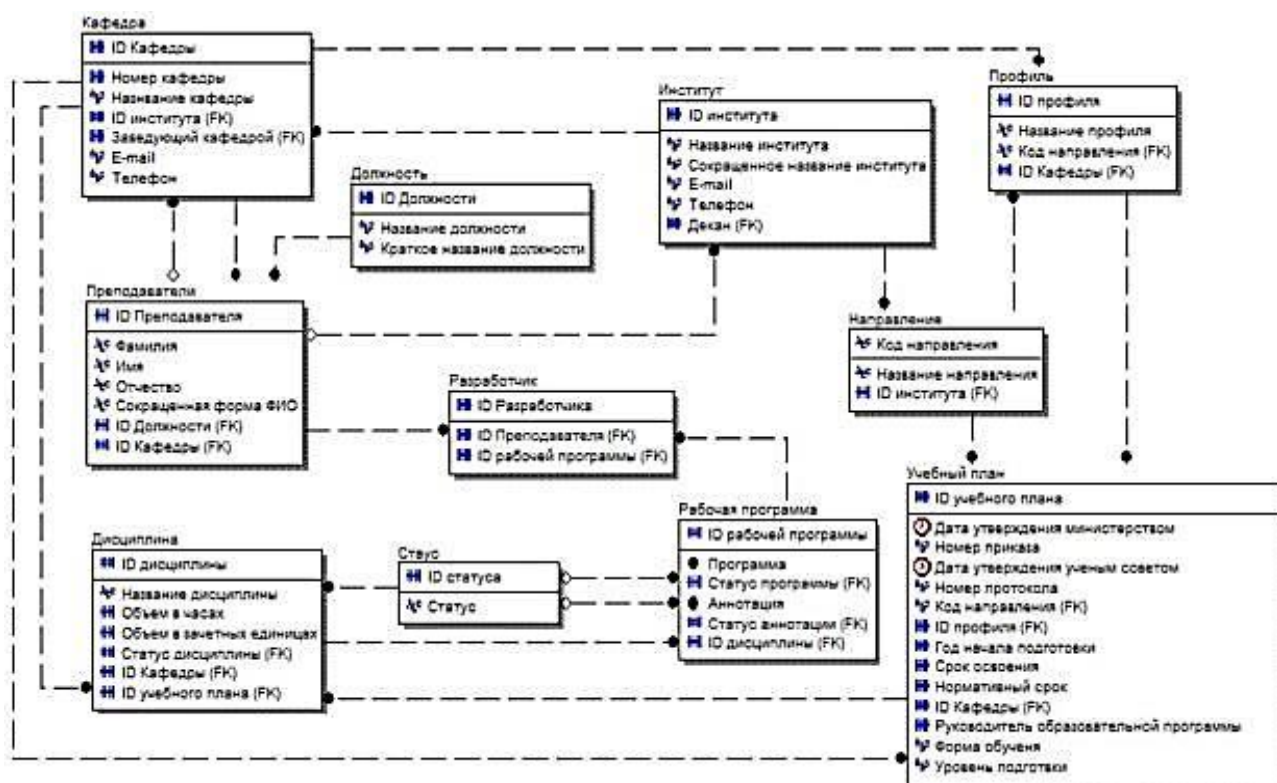 Кафедра
ID Кафедры
Номер кафедры
Название кафедры
ID института (FK)
Заведующий кафедрой (FK)
E-mail
Телефон
Должность
ID Должности
Название должности
Краткое название должности
Институт
ID института
Название института
Сокращенное название института
E-mail
Телефон
Декан (FK)
Профиль
ID профиля
Название профиля
Код направления (FK)
ID Кафедры (FK)
Преподаватели
ID Преподавателя
Фамилия
Имя
Отчество
Сокращенная форма ФИО
ID Должности (FK)
ID Кафедры (FK)
Направления
Код направления
Название направления
ID института (FK)
Разработчик
ID Разработчика
ID Преподавателя (FK)
ID рабочей программы (FK)
Дисциплина
ID дисциплины
Название дисциплины
Объем в часах
Объем в зачетных единицах
Статус дисциплины (FK)
ID Кафедры (FK)
ID учебного плана (FK)
Стаус
ID статуса
Статус
Рабочая программа
ID рабочей программы
Программа
Статус программы (FK)
Аннотация
Статус аннотации (FK)
ID дисциплины (FK)
Учебный план
ID учебного плана
Дата утверждения министерством
Номер приказа
Дата утверждения ученым советом
Номер протокола
Код направления (FK)
ID профиля (FK)
Год начала подготовки
Срок освоения
Нормативный срок
ID Кафедры (FK)
Руководитель образовательной программы
Форма обученя
Уровень подготвки